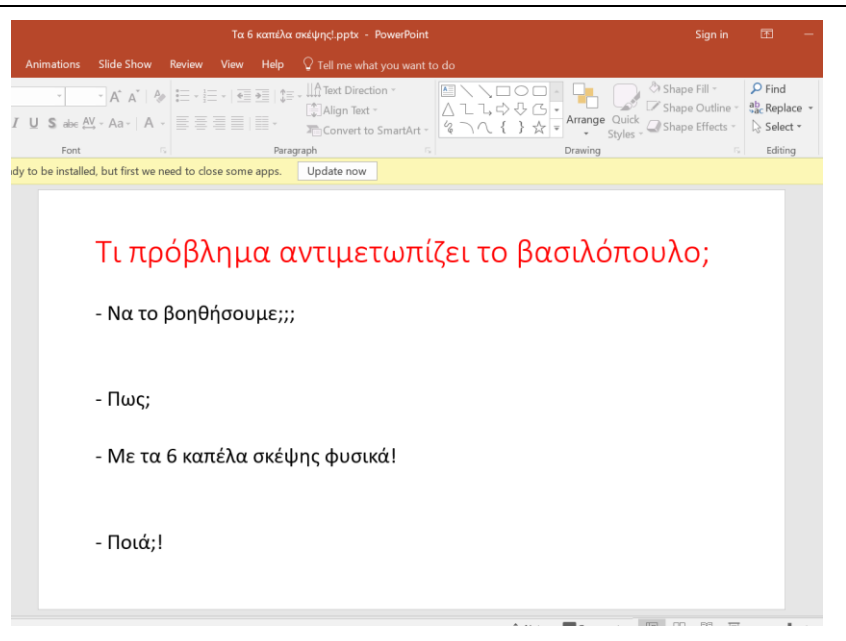 Τα 6 καπέλα σκέψης!.pptx - PowerPoint Sign in
Animations Slide Show Review View Help Tell me what you want to do
A A Text Direction Shape Fill Find
I U S abc AV Aa A Align Text Arrange Quick Styles Shape Outline Replace
Convert to SmartArt Shape Effects Select
Font Paragraph Drawing Editing
dy to be installed, but first we need to close some apps. Update now
Τι πρόβλημα αντιμετωπίζει το βασιλόπουλο;
- Να το βοηθήσουμε;;;
- Πως;
- Με τα 6 καπέλα σκέψης φυσικά!
- Ποιά;!